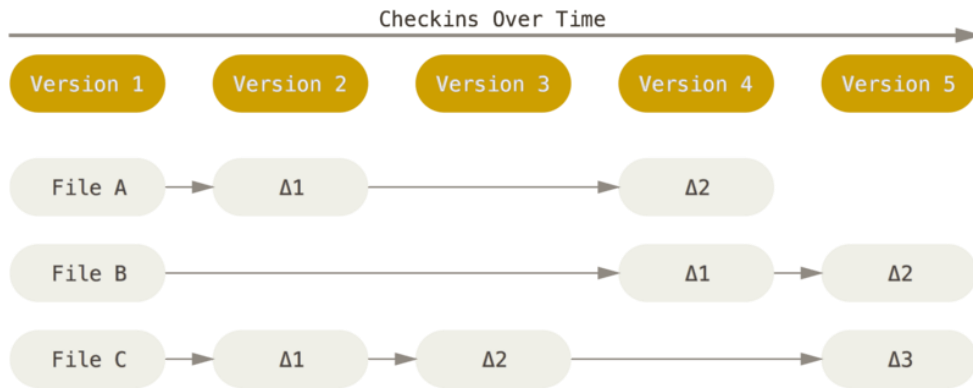 Checkins Over Time
Version 1 Version 2 Version 3 Version 4 Version 5
File A Δ1 Δ2
File B Δ1 Δ2
File C Δ1 Δ2 Δ3